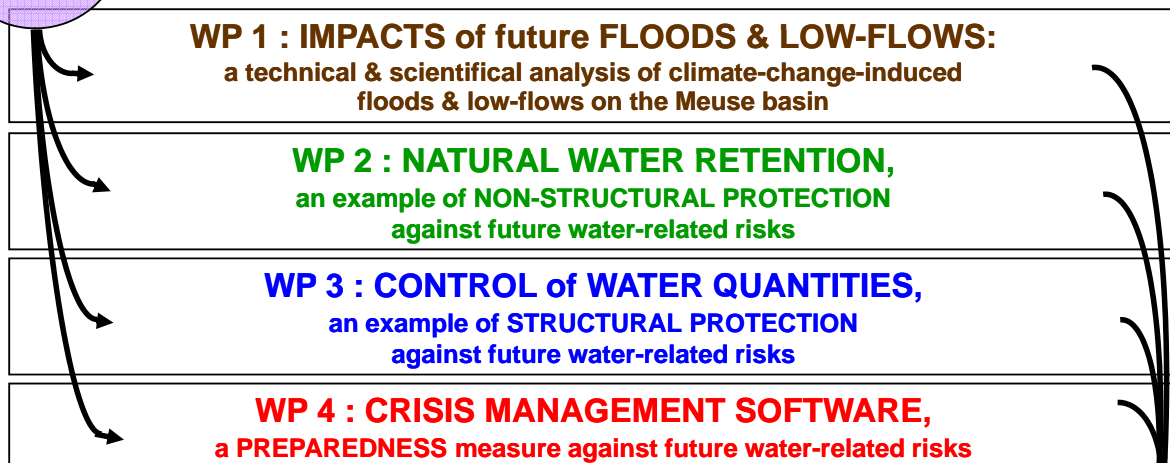 WP 1 : IMPACTS of future FLOODS & LOW-FLOWS:
a technical & scientifical analysis of climate-change-induced
floods & low-flows on the Meuse basin
WP 2 : NATURAL WATER RETENTION,
an example of NON-STRUCTURAL PROTECTION
against future water-related risks
WP 3 : CONTROL of WATER QUANTITIES,
an example of STRUCTURAL PROTECTION
against future water-related risks
WP 4 : CRISIS MANAGEMENT SOFTWARE,
a PREPAREDNESS measure against future water-related risks